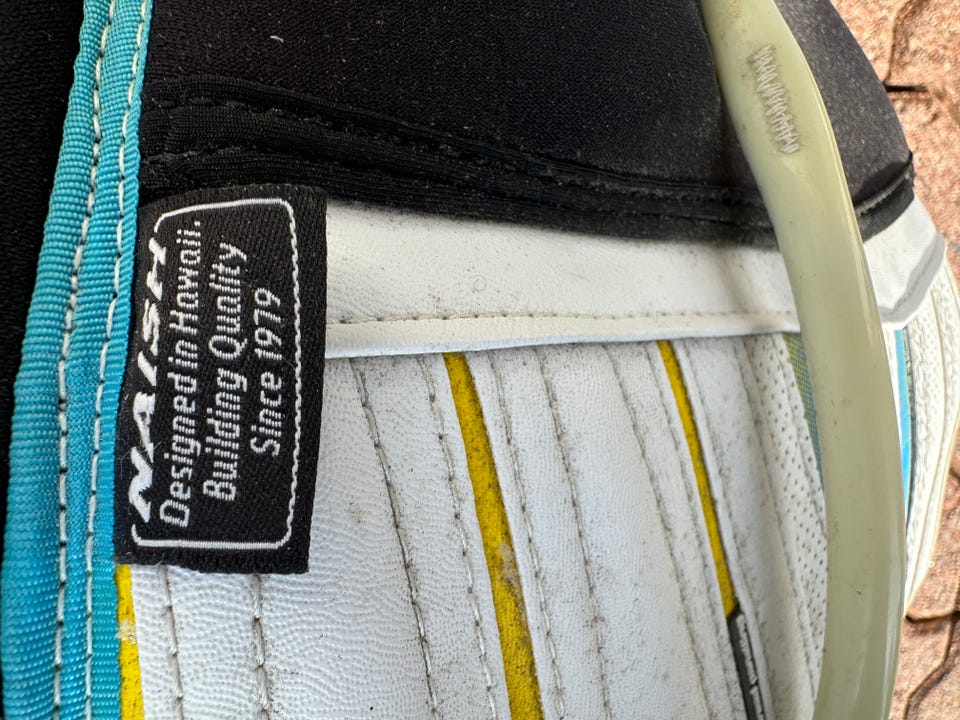 NAISH
Designed in Hawaii.
Building Quality
Since 1979